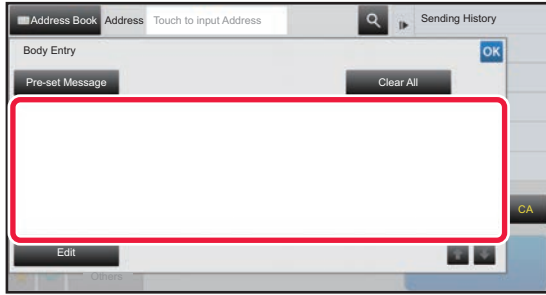 Address Book Address Touch to input Address Sending History
Body Entry OK
Pre-set Message Clear All
CA
Edit
Others